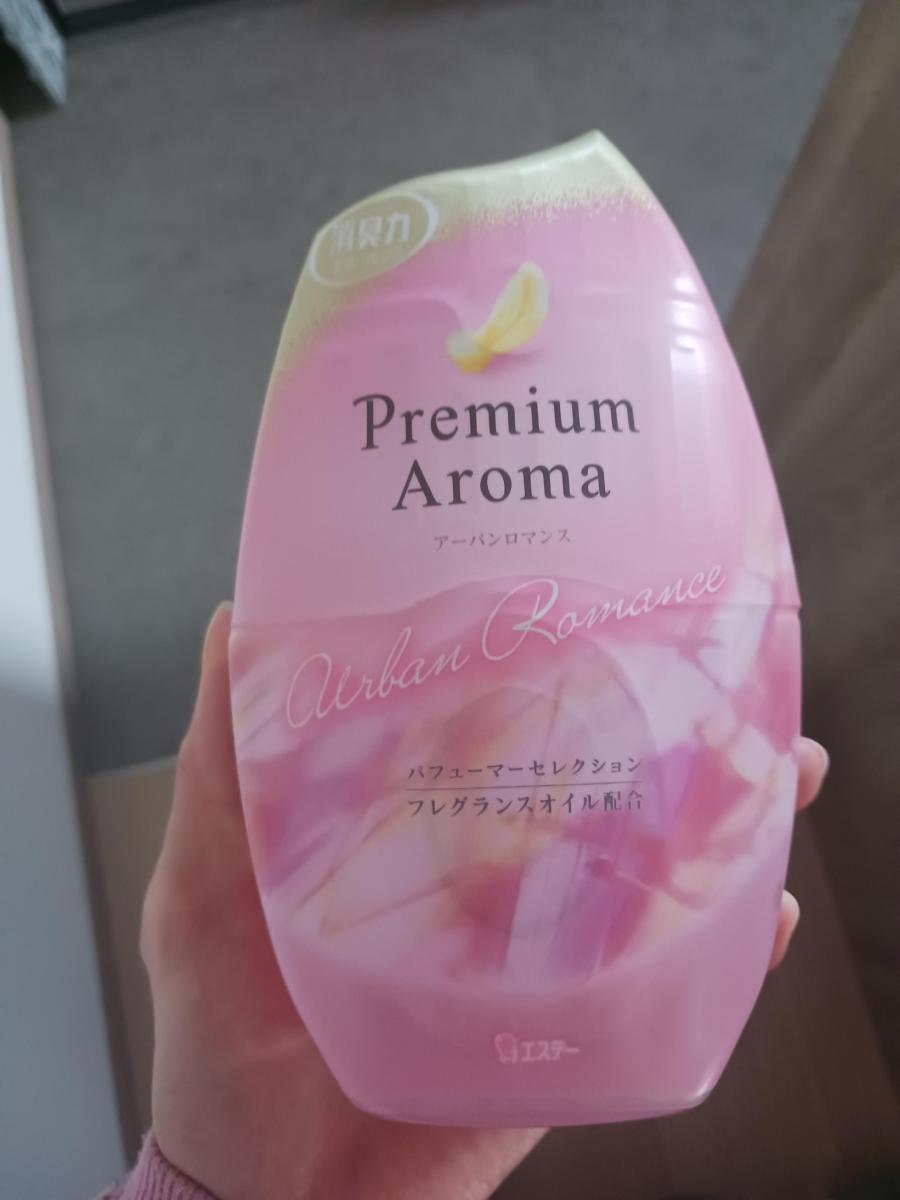 消臭力
Premium
Aroma
アーバンロマンス
Urban Romance
パフューマーセレクション
フレグランスオイル配合
エステー